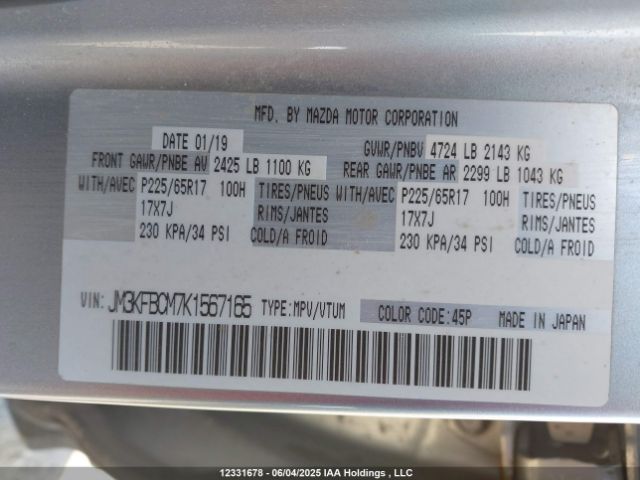 MFD. BY MAZDA MOTOR CORPORATION
DATE 01/19 GVWR/PNBV 4724 LB 2143 KG
FRONT GAWR/PNBE AV 2425 LB 1100 KG REAR GAWR/PNBE AR 2299 LB 1043 KG
WITH/AVEC P225/65R17 100H TIRES/PNEUS WITH/AVEC P225/65R17 100H TIRES/PNEUS
17X7J RIMS/JANTES 17X7J RIMS/JANTES
230 KPA/34 PSI COLD/A FROID 230 KPA/34 PSI COLD/A FROID
VIN: JM3KFBCM7K1567165 TYPE:MPV/VTUM COLOR CODE:45P MADE IN JAPAN
12331678 - 06/04/2025 IAA Holdings , LLC